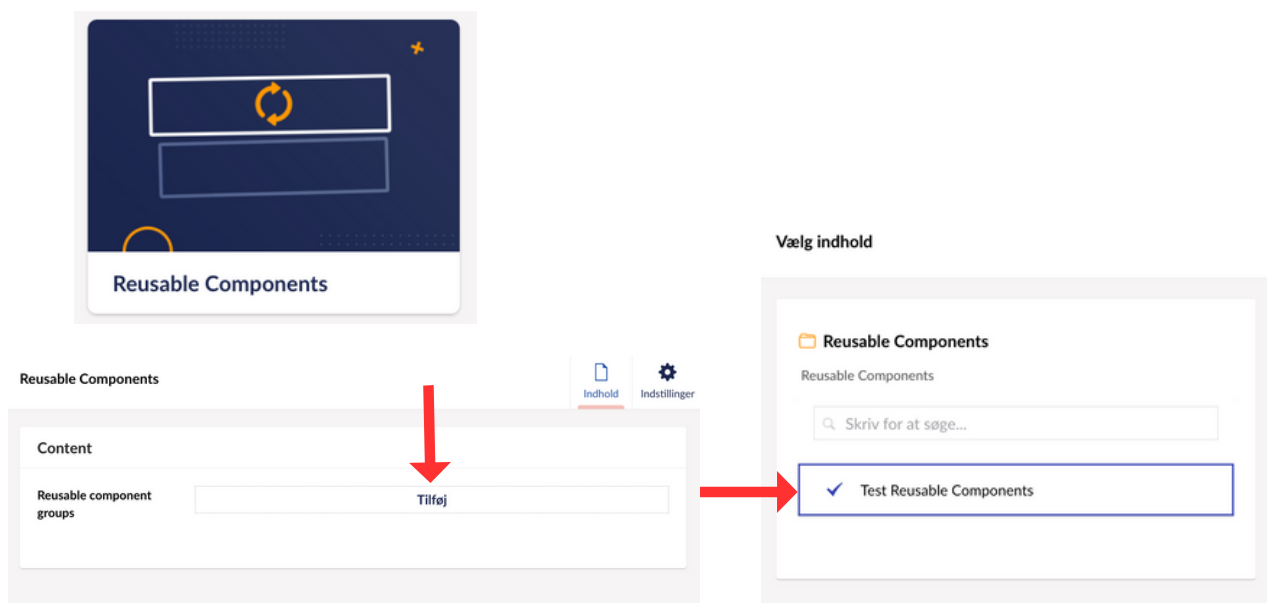 Reusable Components
Reusable Components
Indhold
Indstillinger
Content
Reusable component
groups
Tilføj
Vælg indhold
Reusable Components
Reusable Components
Skriv for at søge...
Test Reusable Components